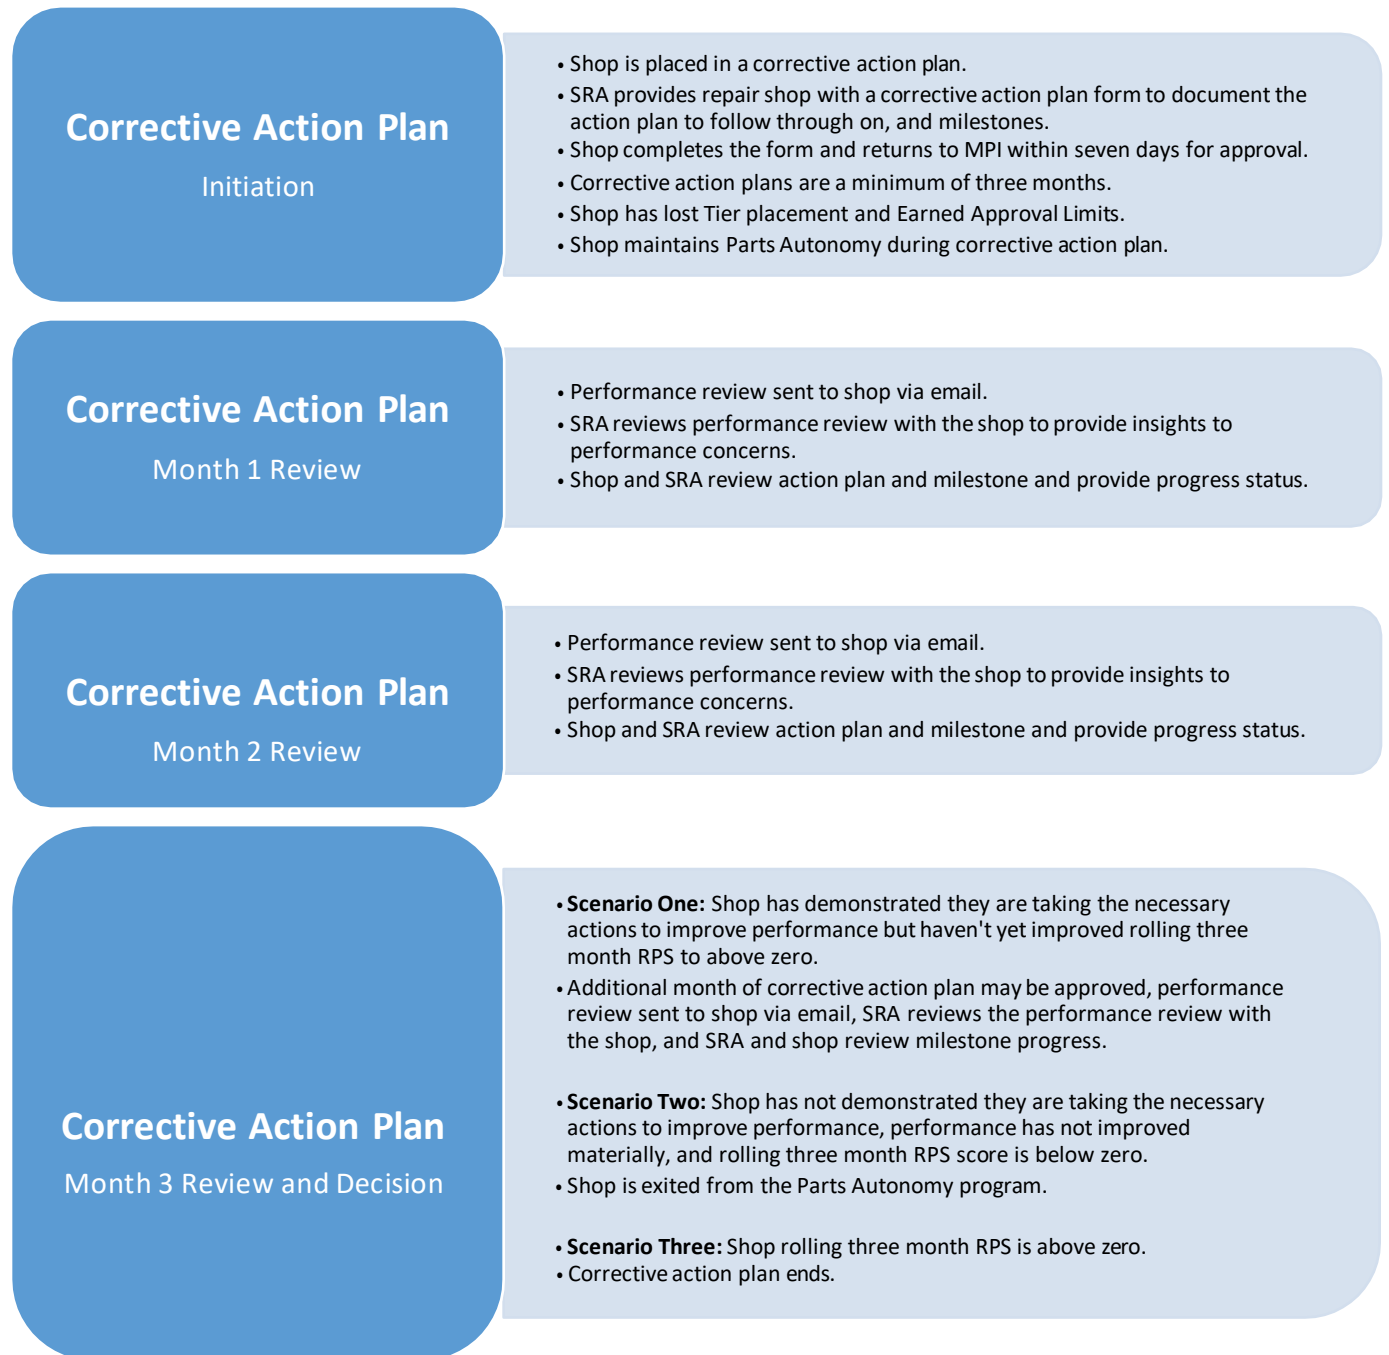 Corrective Action Plan
Initiation
• Shop is placed in a corrective action plan.
• SRA provides repair shop with a corrective action plan form to document the
action plan to follow through on, and milestones.
• Shop completes the form and returns to MPI within seven days for approval.
• Corrective action plans are a minimum of three months.
• Shop has lost Tier placement and Earned Approval Limits.
• Shop maintains Parts Autonomy during corrective action plan.
Corrective Action Plan
Month 1 Review
• Performance review sent to shop via email.
• SRA reviews performance review with the shop to provide insights to
performance concerns.
• Shop and SRA review action plan and milestone and provide progress status.
Corrective Action Plan
Month 2 Review
• Performance review sent to shop via email.
• SRA reviews performance review with the shop to provide insights to
performance concerns.
• Shop and SRA review action plan and milestone and provide progress status.
Corrective Action Plan
Month 3 Review and Decision
• Scenario One: Shop has demonstrated they are taking the necessary
actions to improve performance but haven't yet improved rolling three
month RPS to above zero.
• Additional month of corrective action plan may be approved, performance
review sent to shop via email, SRA reviews the performance review with
the shop, and SRA and shop review milestone progress.
• Scenario Two: Shop has not demonstrated they are taking the necessary
actions to improve performance, performance has not improved
materially, and rolling three month RPS score is below zero.
• Shop is exited from the Parts Autonomy program.
• Scenario Three: Shop rolling three month RPS is above zero.
• Corrective action plan ends.